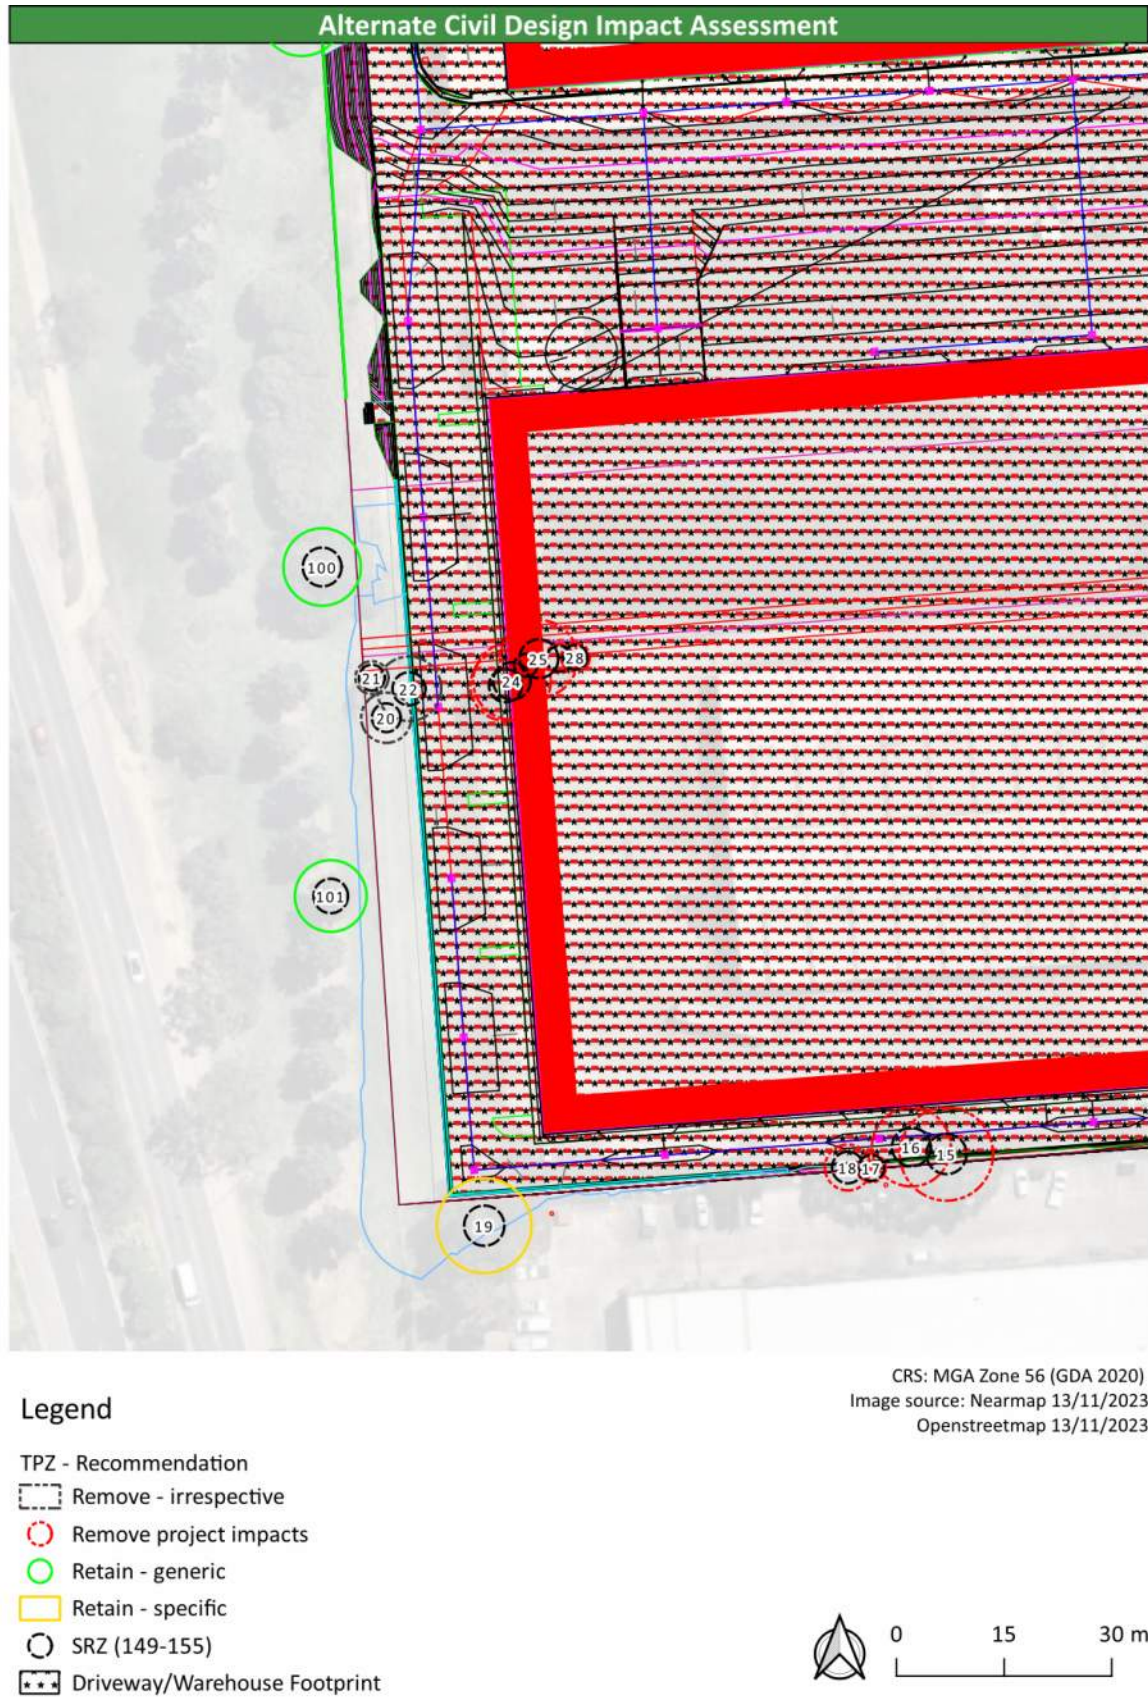 Alternate Civil Design Impact Assessment
100
25
28
21
24
22
20
101
16
15
18
17
19
CRS: MGA Zone 56 (GDA 2020)
Image source: Nearmap 13/11/2023
Openstreetmap 13/11/2023
Legend
TPZ - Recommendation
Remove - irrespective
Remove project impacts
Retain - generic
Retain - specific
SRZ (149-155)
Driveway/Warehouse Footprint
0 15 30 m